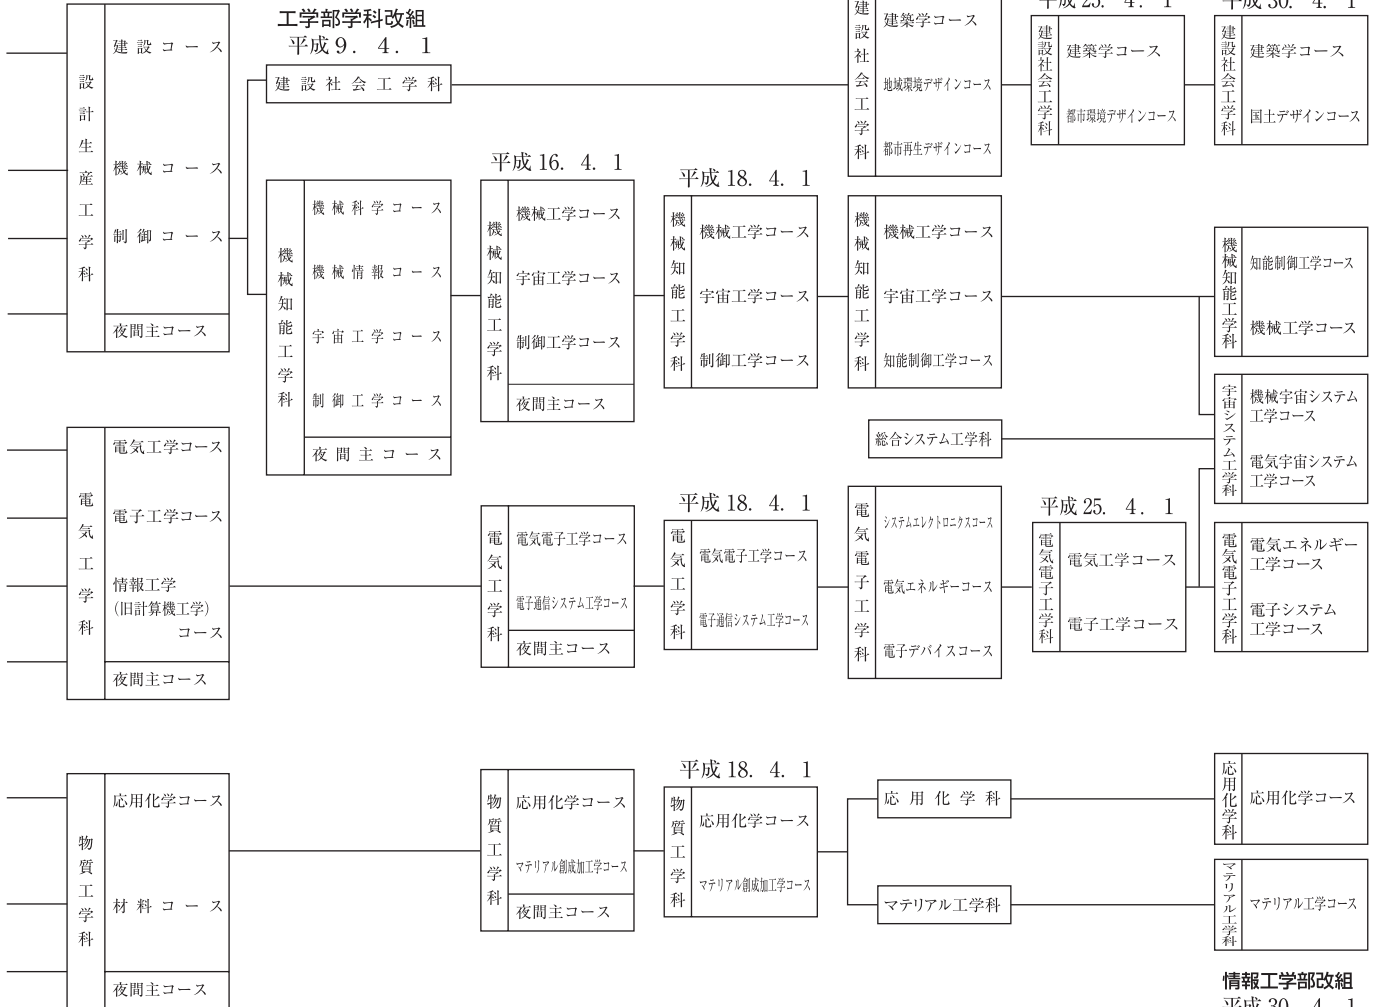 設計生産工学科
建設コース
機械コース
制御コース
夜間主コース
電気工学科
電気工学コース
電子工学コース
情報工学
(旧計算機工学)
コース
夜間主コース
物質工学科
応用化学コース
材料コース
夜間主コース
工学部学科改組
平成9. 4. 1
建設社会工学科
機械知能工学科
機械科学コース
機械情報コース
宇宙工学コース
制御工学コース
夜間主コース
平成16. 4. 1
機械知能工学科
機械工学コース
宇宙工学コース
制御工学コース
夜間主コース
電気工学科
電気電子工学コース
電子通信システム工学コース
夜間主コース
物質工学科
応用化学コース
マテリアル創成加工学コース
夜間主コース
平成18. 4. 1
機械知能工学科
機械工学コース
宇宙工学コース
制御工学コース
平成18. 4. 1
電気工学科
電気電子工学コース
電子通信システム工学コース
平成18. 4. 1
物質工学科
応用化学コース
マテリアル創成加工学コース
建設社会工学科
建築学コース
地域環境デザインコース
都市再生デザインコース
機械知能工学科
機械工学コース
宇宙工学コース
知能制御工学コース
総合システム工学科
電気電子工学科
システムエレクトロニクスコース
電気エネルギーコース
電子デバイスコース
応用化学科
マテリアル工学科
平成25. 4. 1
建設社会工学科
建築学コース
都市環境デザインコース
平成25. 4. 1
電気電子工学科
電気工学コース
電子工学コース
平成30. 4. 1
建設社会工学科
建築学コース
国土デザインコース
機械知能工学科
知能制御工学コース
機械工学コース
宇宙システム工学科
機械宇宙システム
工学コース
電気宇宙システム
工学コース
電気電子工学科
電気エネルギー
工学コース
電子システム
工学コース
応用化学科
応用化学コース
マテリアル工学科
マテリアル工学コース
情報工学部改組
平成30. 4. 1